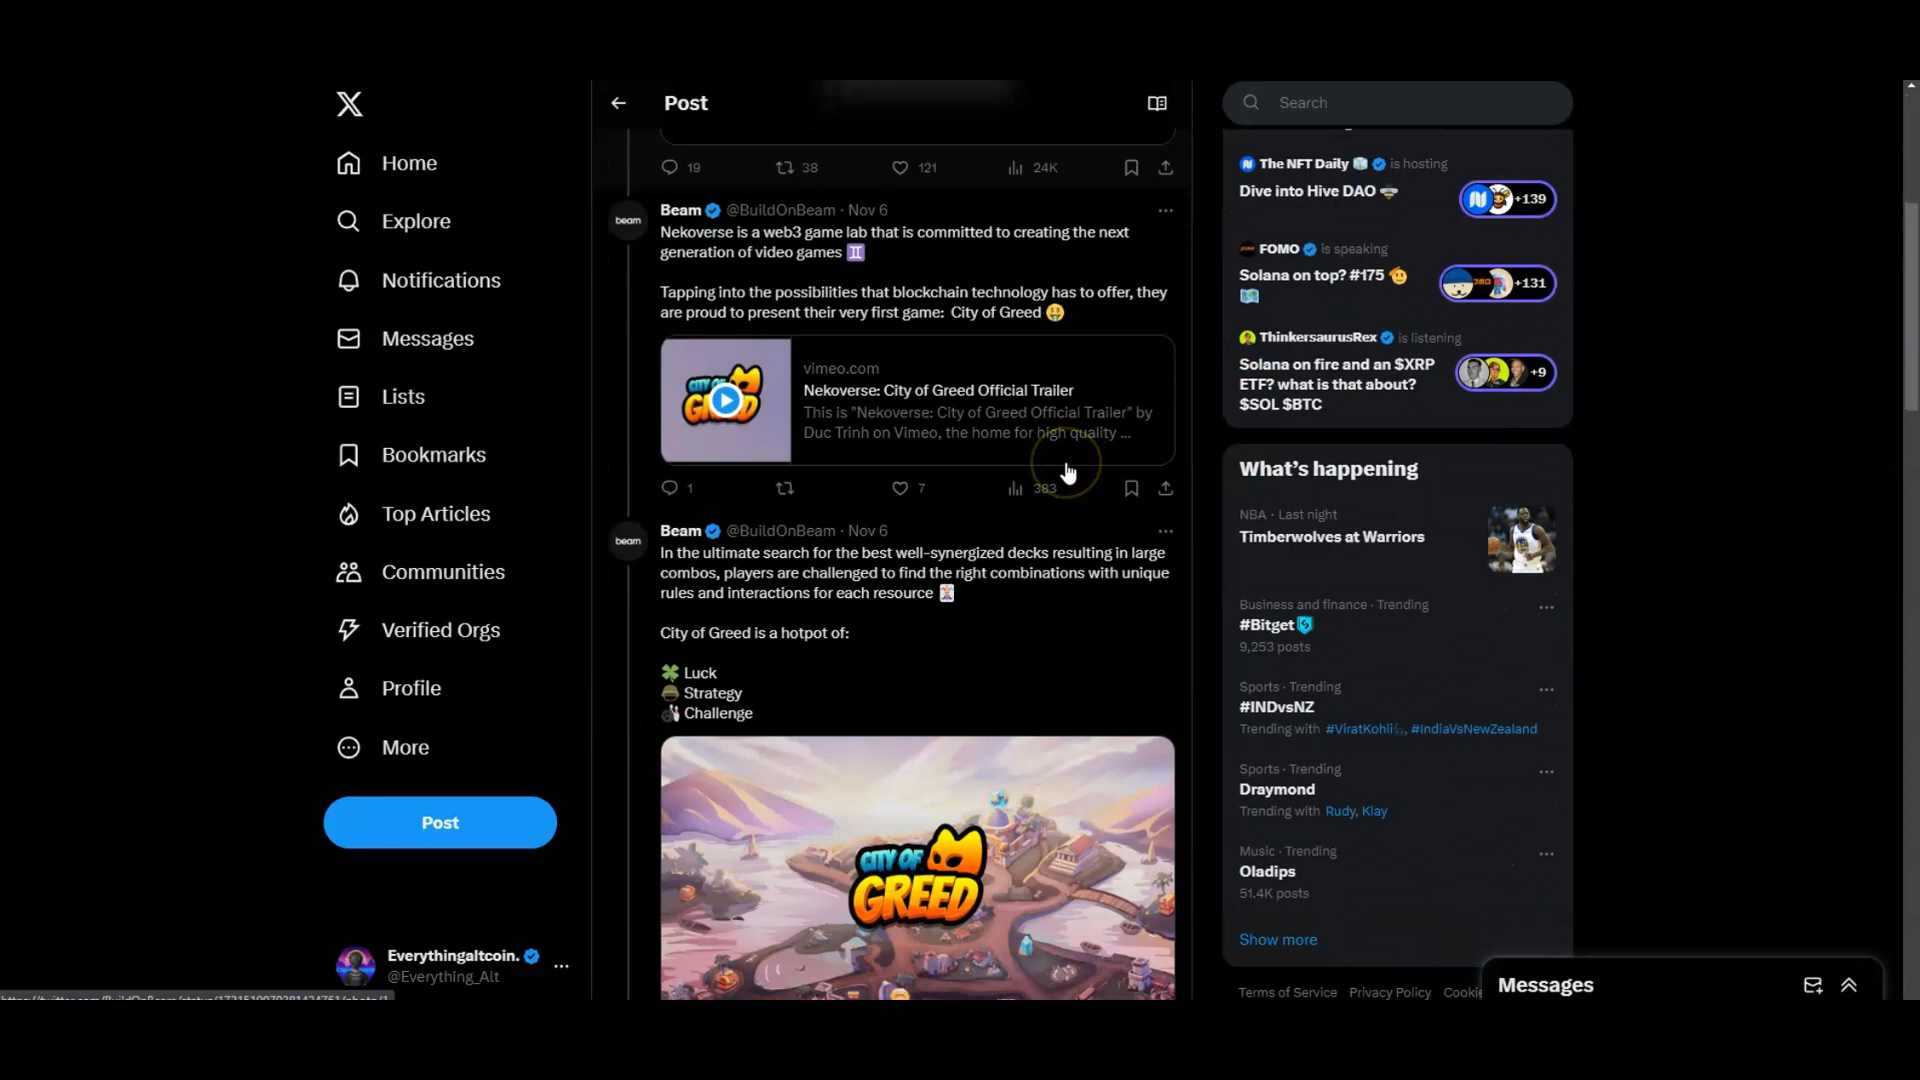 Home
Explore
Notifications
Messages
Lists
Bookmarks
Top Articles
Communities
Verified Orgs
Profile
More
Post
Everythingaltcoin.
@Everything_Alt
Post
19
38
121
24K
beam
Beam @BuildOnBeam · Nov 6
Nekoverse is a web3 game lab that is committed to creating the next
generation of video games
Tapping into the possibilities that blockchain technology has to offer, they
are proud to present their very first game: City of Greed
CITY OF
GREED
vimeo.com
Nekoverse: City of Greed Official Trailer
This is "Nekoverse: City of Greed Official Trailer" by
Duc Trinh on Vimeo, the home for high quality ...
1
7
383
beam
Beam @BuildOnBeam · Nov 6
In the ultimate search for the best well-synergized decks resulting in large
combos, players are challenged to find the right combinations with unique
rules and interactions for each resource
City of Greed is a hotpot of:
Luck
Strategy
Challenge
CITY OF
GREED
Search
The NFT Daily is hosting
Dive into Hive DAO
+139
FOMO is speaking
Solana on top? #175
+131
ThinkersaurusRex is listening
Solana on fire and an $XRP
ETF? what is that about?
$SOL $BTC
+9
What's happening
NBA · Last night
Timberwolves at Warriors
Business and finance · Trending
#Bitget
9,253 posts
Sports · Trending
#INDvsNZ
Trending with #ViratKohli, #IndiaVsNewZealand
Sports · Trending
Draymond
Trending with Rudy, Klay
Music · Trending
Oladips
51.4K posts
Show more
Terms of Service Privacy Policy Cookie
Messages